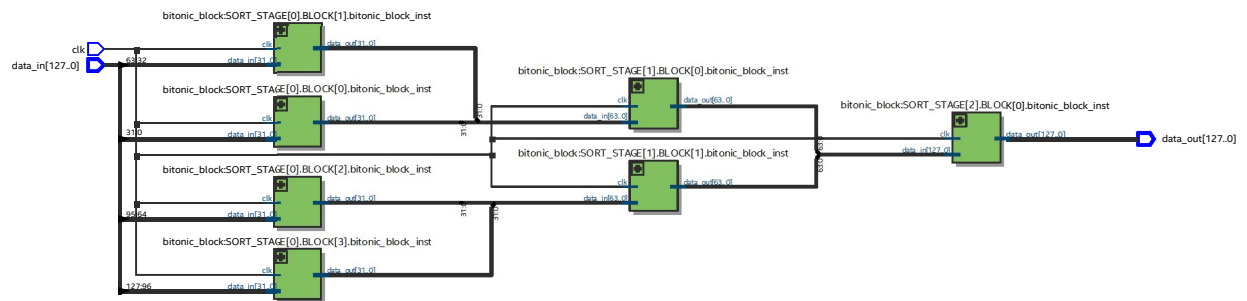 bitonic_block:SORT_STAGE[0].BLOCK[1].bitonic_block_inst
clk
data_in[127..0]
63:32
clk
data_in[31..0]
data_out[31..0]
bitonic_block:SORT_STAGE[0].BLOCK[0].bitonic_block_inst
31:0
clk
data_in[31..0]
data_out[31..0]
31:0
31:0
bitonic_block:SORT_STAGE[0].BLOCK[2].bitonic_block_inst
95:64
clk
data_in[31..0]
data_out[31..0]
31:0
31:0
bitonic_block:SORT_STAGE[0].BLOCK[3].bitonic_block_inst
127:96
clk
data_in[31..0]
data_out[31..0]
bitonic_block:SORT_STAGE[1].BLOCK[0].bitonic_block_inst
clk
data_in[63..0]
data_out[63..0]
bitonic_block:SORT_STAGE[1].BLOCK[1].bitonic_block_inst
clk
data_in[63..0]
data_out[63..0]
63:0
63:0
bitonic_block:SORT_STAGE[2].BLOCK[0].bitonic_block_inst
clk
data_in[127..0]
data_out[127..0]
data_out[127..0]